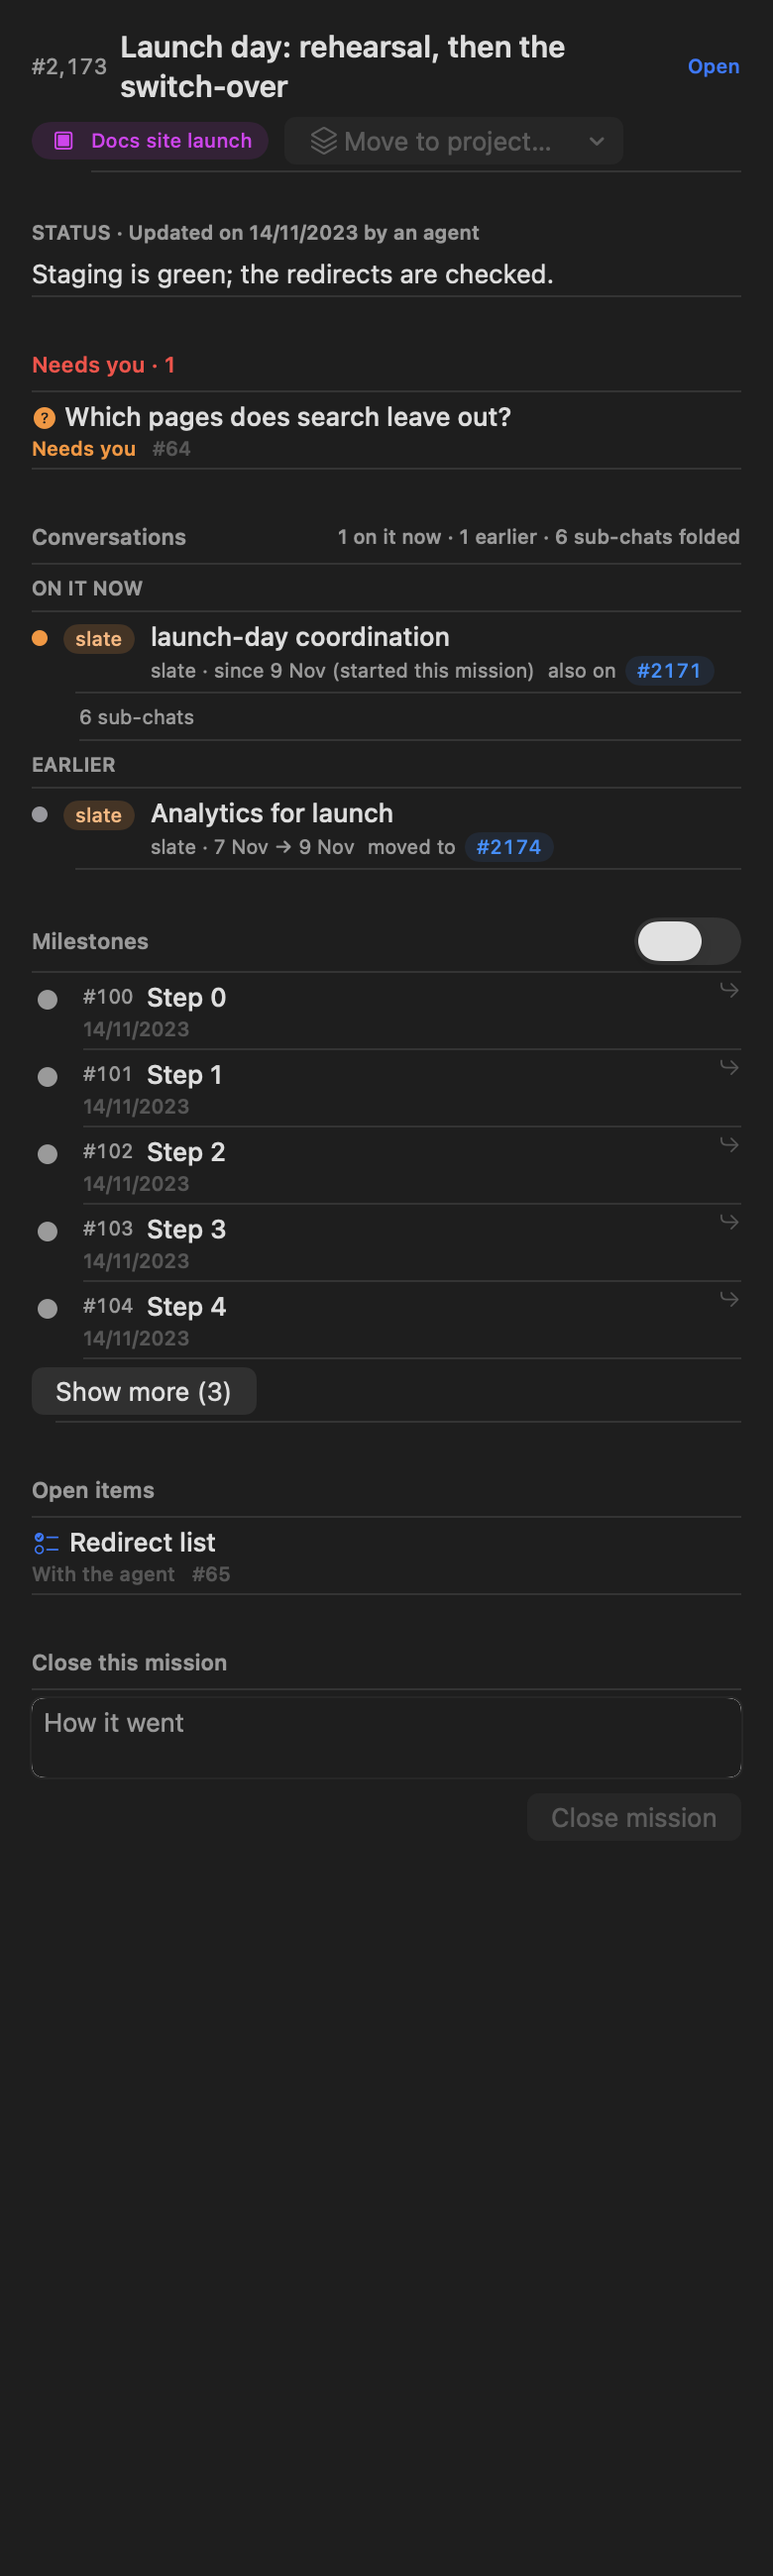 #2,173 Launch day: rehearsal, then the
switch-over
Open
Docs site launch
Move to project...
STATUS · Updated on 14/11/2023 by an agent
Staging is green; the redirects are checked.
Needs you · 1
? Which pages does search leave out?
Needs you #64
Conversations 1 on it now · 1 earlier · 6 sub-chats folded
ON IT NOW
slate launch-day coordination
slate · since 9 Nov (started this mission) also on #2171
6 sub-chats
EARLIER
slate Analytics for launch
slate · 7 Nov → 9 Nov moved to #2174
Milestones
#100 Step 0
14/11/2023
#101 Step 1
14/11/2023
#102 Step 2
14/11/2023
#103 Step 3
14/11/2023
#104 Step 4
14/11/2023
Show more (3)
Open items
Redirect list
With the agent #65
Close this mission
How it went
Close mission